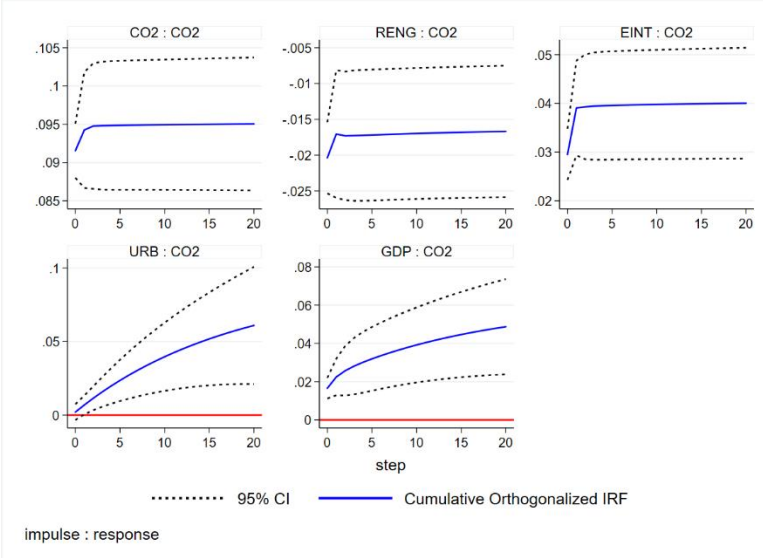 CO2 : CO2
.105
.1
.095
.09
.085
0 5 10 15 20
RENG : CO2
-.005
-.01
-.015
-.02
-.025
0 5 10 15 20
EINT : CO2
.05
.04
.03
.02
0 5 10 15 20
URB : CO2
.1
.05
0
0 5 10 15 20
GDP : CO2
.08
.06
.04
.02
0
0 5 10 15 20
step
95% CI Cumulative Orthogonalized IRF
impulse : response